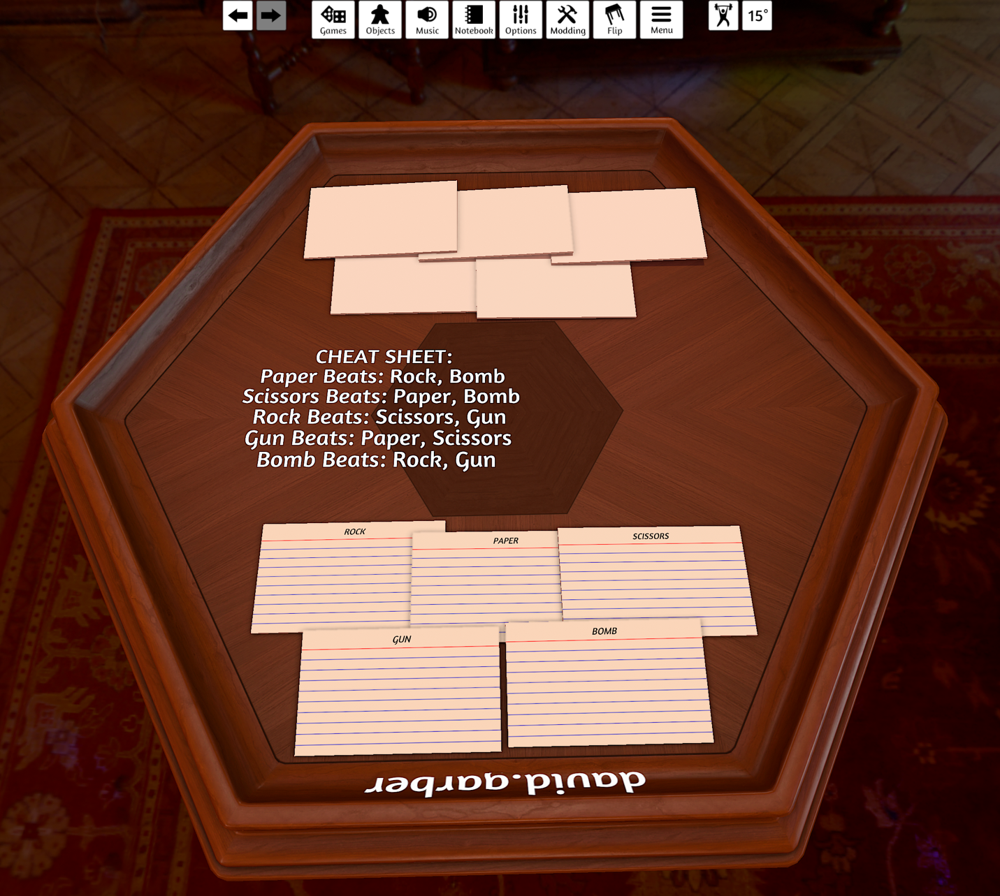 Games Objects Music Notebook Options Modding Flip Menu 15°
CHEAT SHEET:
Paper Beats: Rock, Bomb
Scissors Beats: Paper, Bomb
Rock Beats: Scissors, Gun
Gun Beats: Paper, Scissors
Bomb Beats: Rock, Gun
ROCK
PAPER
SCISSORS
GUN
BOMB
david.garber